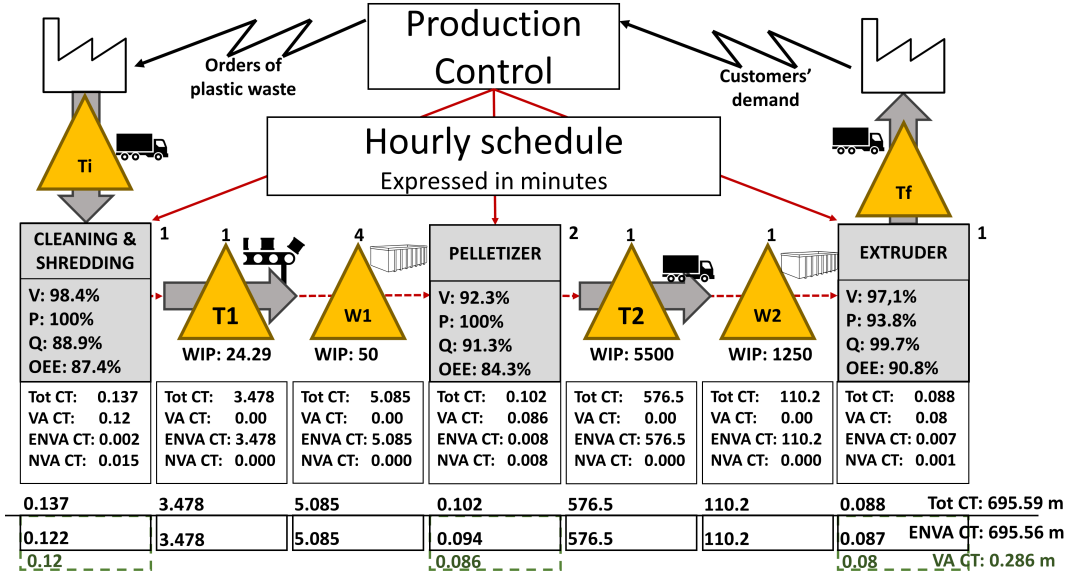 Production
Control
Orders of
plastic waste
Customers'
demand
Hourly schedule
Expressed in minutes
Ti
Tf
CLEANING &
SHREDDING
1
V: 98.4%
P: 100%
Q: 88.9%
OEE: 87.4%
1
T1
WIP: 24.29
4
W1
WIP: 50
PELLETIZER
2
V: 92.3%
P: 100%
Q: 91.3%
OEE: 84.3%
1
T2
WIP: 5500
1
W2
WIP: 1250
EXTRUDER
1
V: 97,1%
P: 93.8%
Q: 99.7%
OEE: 90.8%
Tot CT: 0.137
VA CT: 0.12
ENVA CT: 0.002
NVA CT: 0.015
Tot CT: 3.478
VA CT: 0.00
ENVA CT: 3.478
NVA CT: 0.000
Tot CT: 5.085
VA CT: 0.00
ENVA CT: 5.085
NVA CT: 0.000
Tot CT: 0.102
VA CT: 0.086
ENVA CT: 0.008
NVA CT: 0.008
Tot CT: 576.5
VA CT: 0.00
ENVA CT: 576.5
NVA CT: 0.000
Tot CT: 110.2
VA CT: 0.00
ENVA CT: 110.2
NVA CT: 0.000
Tot CT: 0.088
VA CT: 0.08
ENVA CT: 0.007
NVA CT: 0.001
0.137 3.478 5.085 0.102 576.5 110.2 0.088 Tot CT: 695.59 m
0.122 3.478 5.085 0.094 576.5 110.2 0.087 ENVA CT: 695.56 m
0.12 0.086 0.08 VA CT: 0.286 m